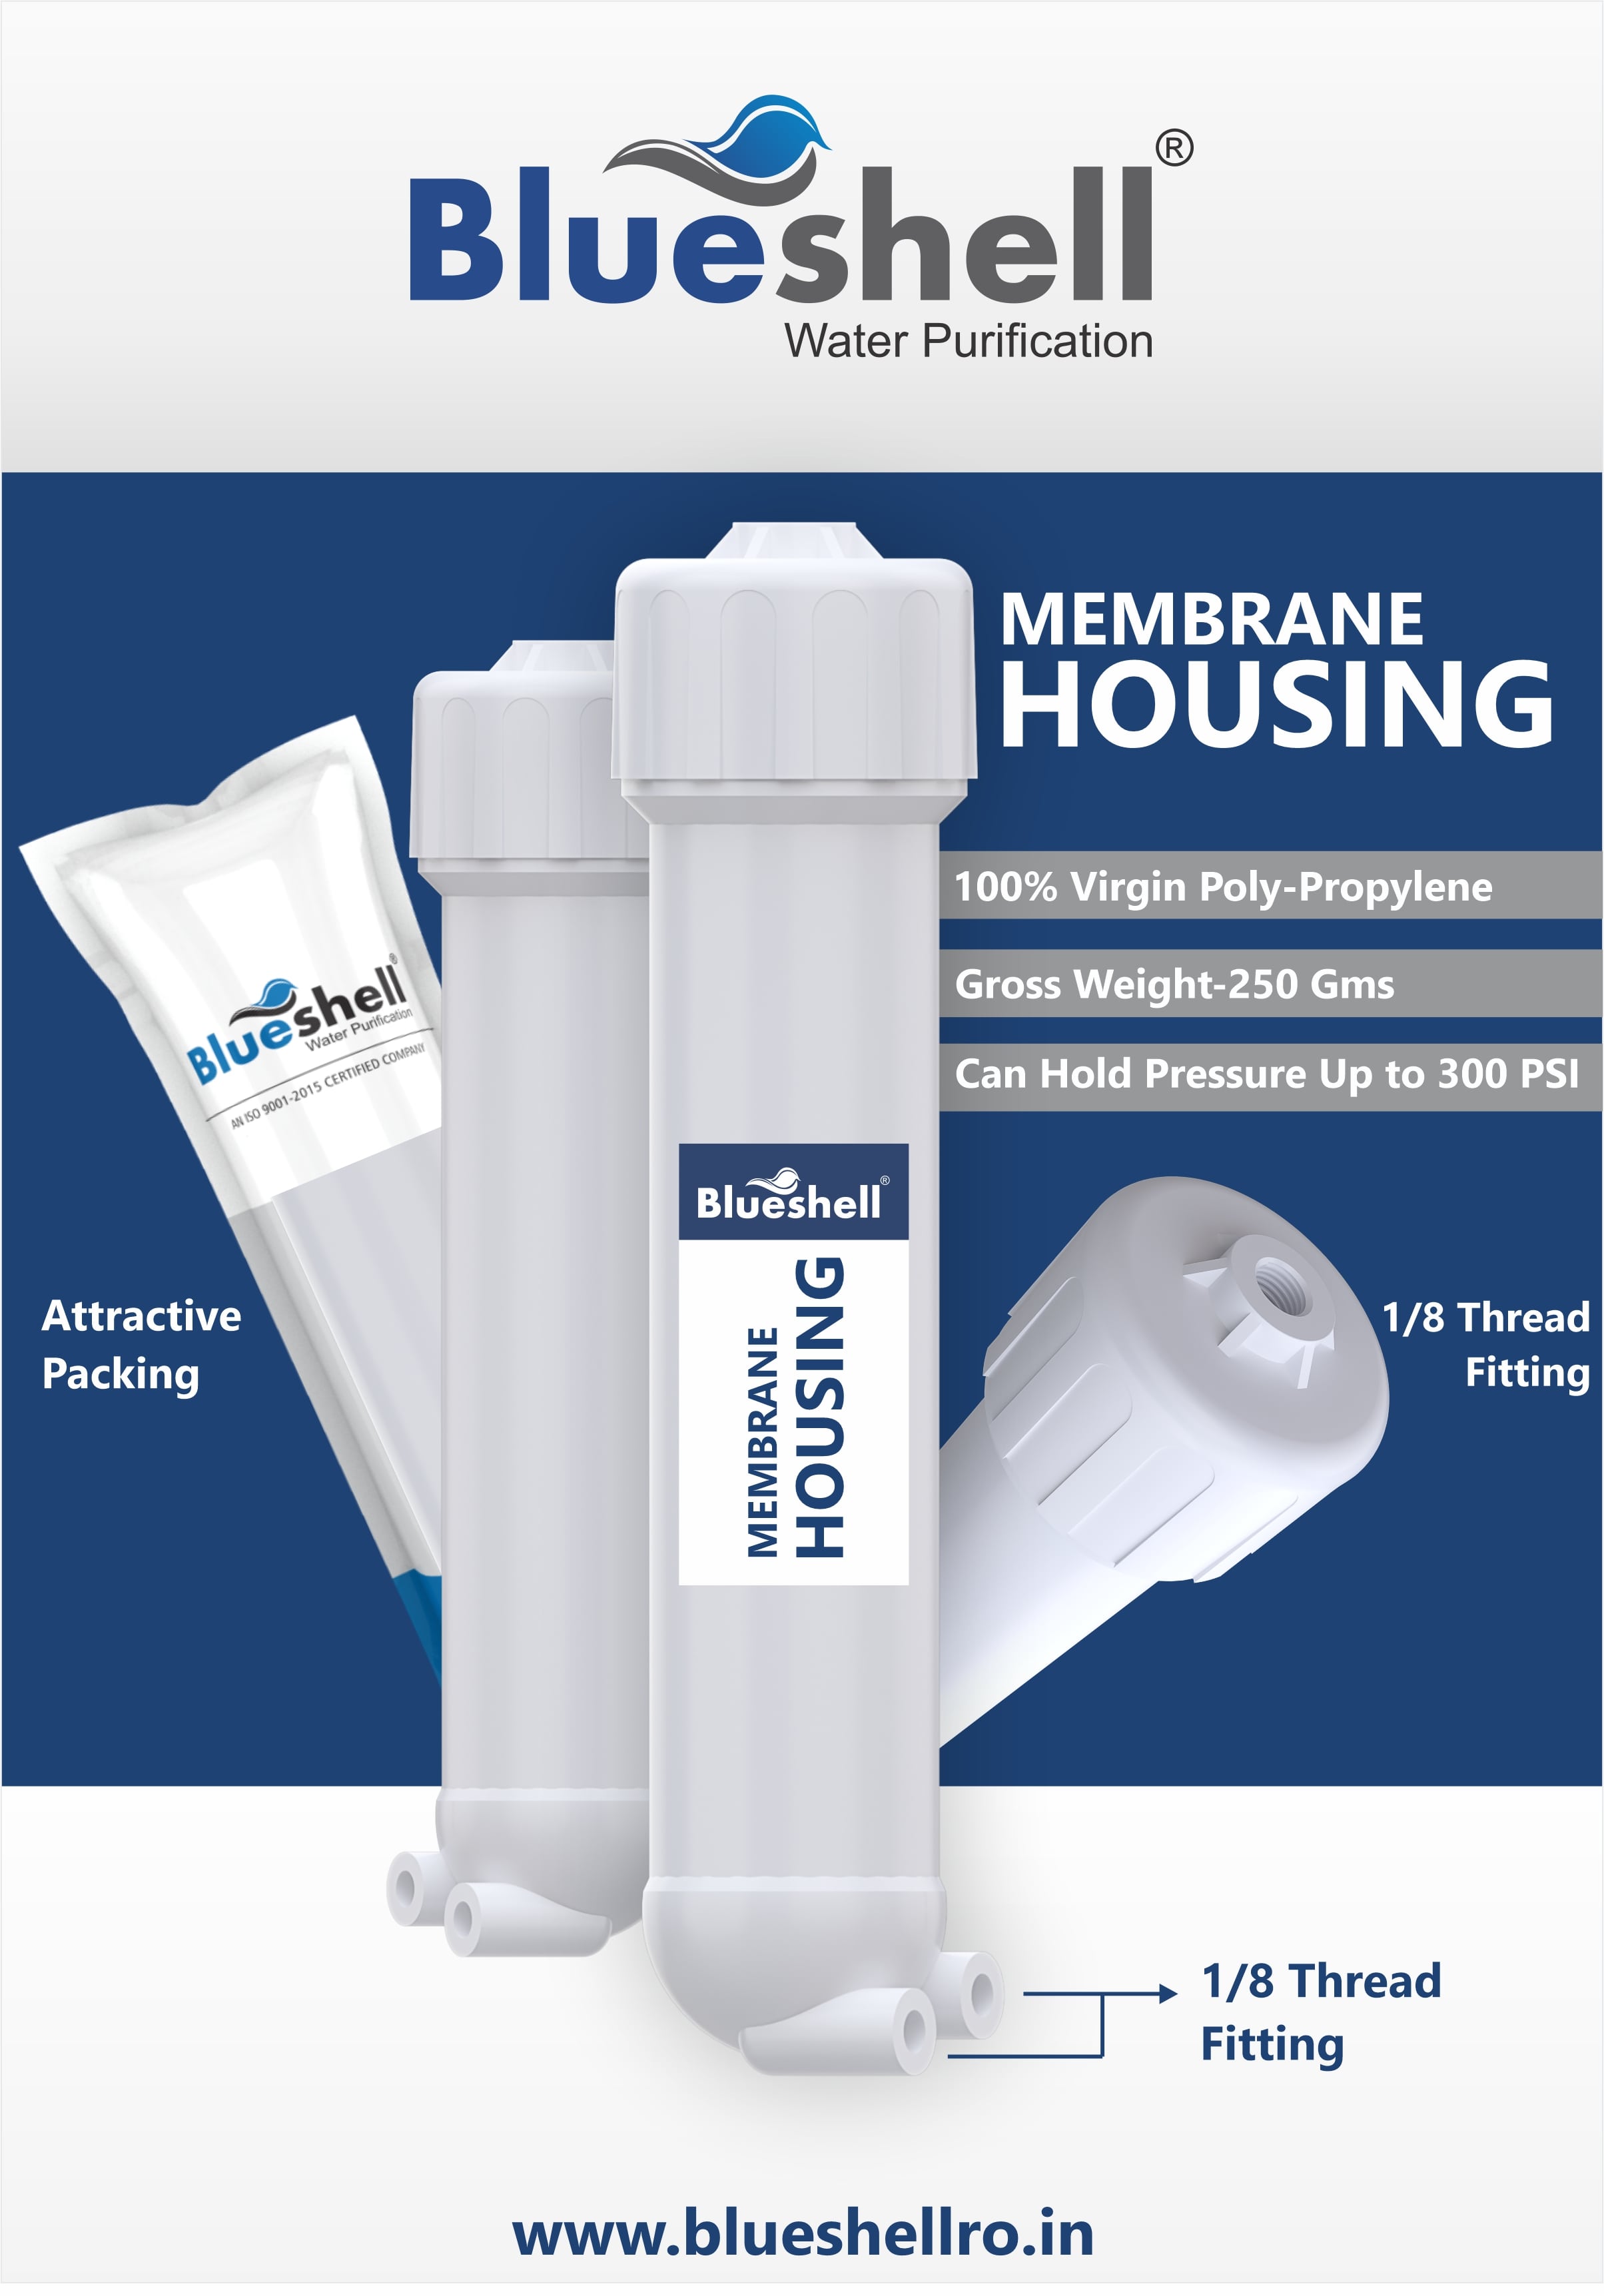 Blueshell®
Water Purification
MEMBRANE
HOUSING
100% Virgin Poly-Propylene
Gross Weight-250 Gms
Can Hold Pressure Up to 300 PSI
Blueshell®
Water Purification
AN ISO 9001-2015 CERTIFIED COMPANY
Blueshell®
MEMBRANE
HOUSING
Attractive
Packing
1/8 Thread
Fitting
1/8 Thread
Fitting
www.blueshellro.in